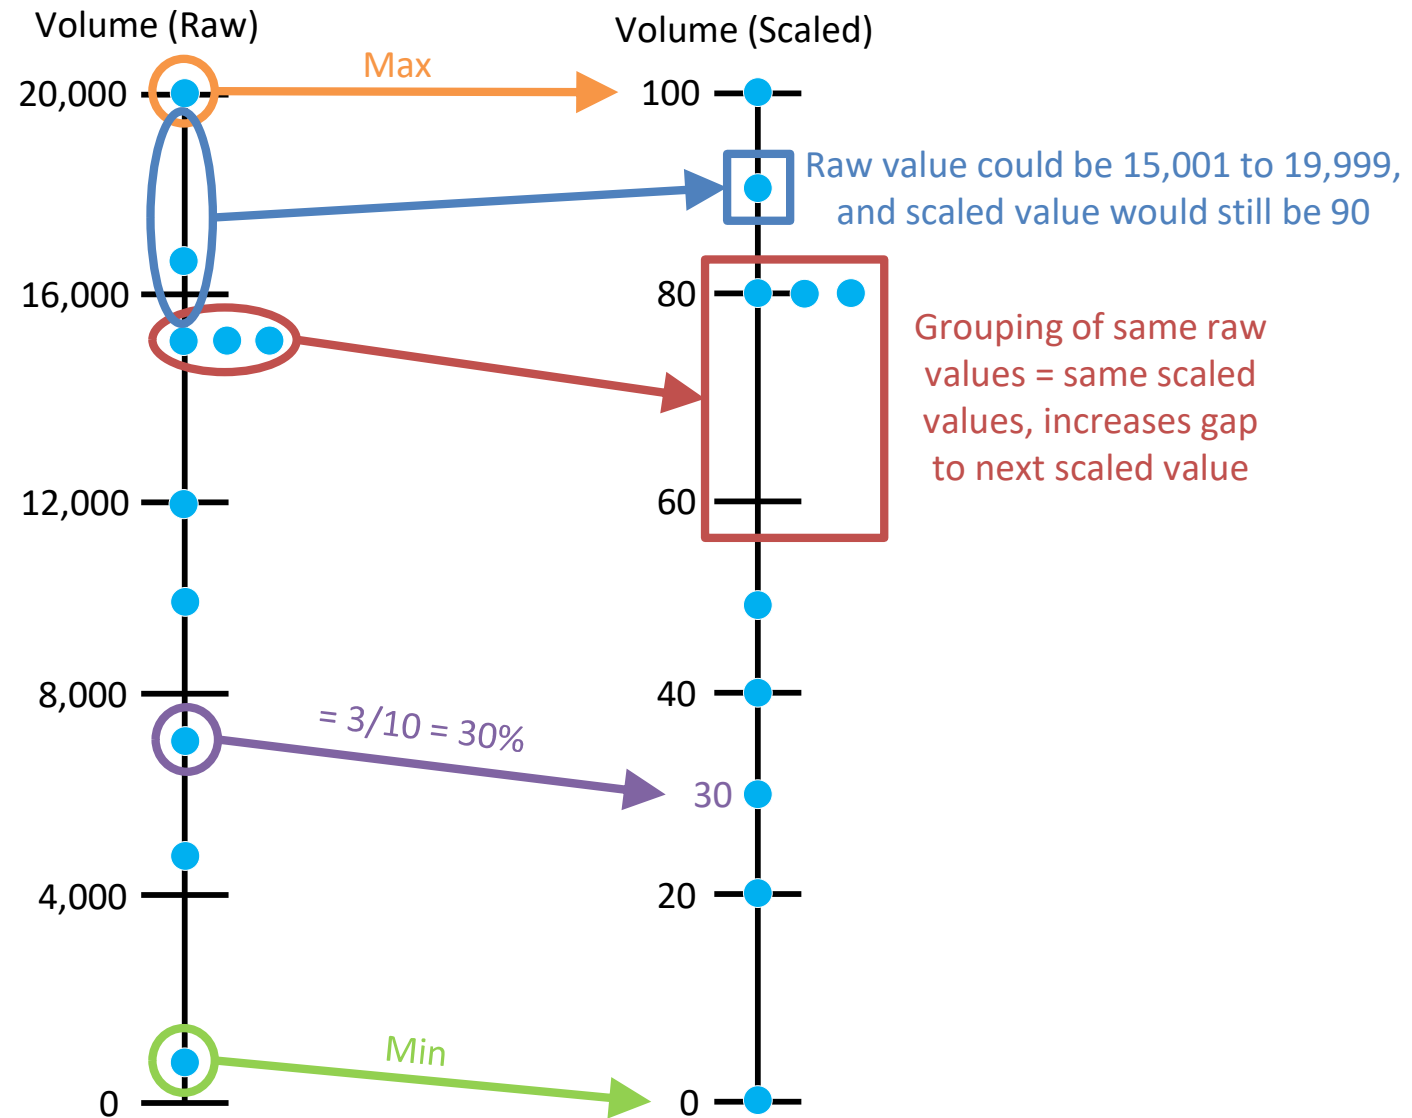 Volume (Raw)
Volume (Scaled)
Max
20,000
100
Raw value could be 15,001 to 19,999,
and scaled value would still be 90
16,000
80
Grouping of same raw
values = same scaled
values, increases gap
to next scaled value
12,000
60
8,000
40
= 3/10 = 30%
30
4,000
20
Min
0
0